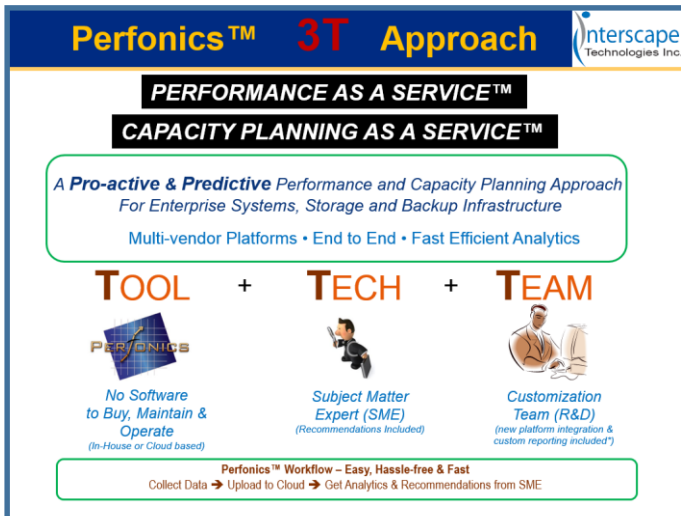 Perfonics™ 3T Approach
interscape
Technologies Inc.
PERFORMANCE AS A SERVICE™
CAPACITY PLANNING AS A SERVICE™
A Pro-active & Predictive Performance and Capacity Planning Approach
For Enterprise Systems, Storage and Backup Infrastructure
Multi-vendor Platforms • End to End • Fast Efficient Analytics
TOOL + TECH + TEAM
PERFONICS
No Software
to Buy, Maintain &
Operate
(In-House or Cloud based)
Subject Matter
Expert (SME)
(Recommendations Included)
Customization
Team (R&D)
(new platform integration &
custom reporting included*)
Perfonics™ Workflow – Easy, Hassle-free & Fast
Collect Data ➔ Upload to Cloud ➔ Get Analytics & Recommendations from SME